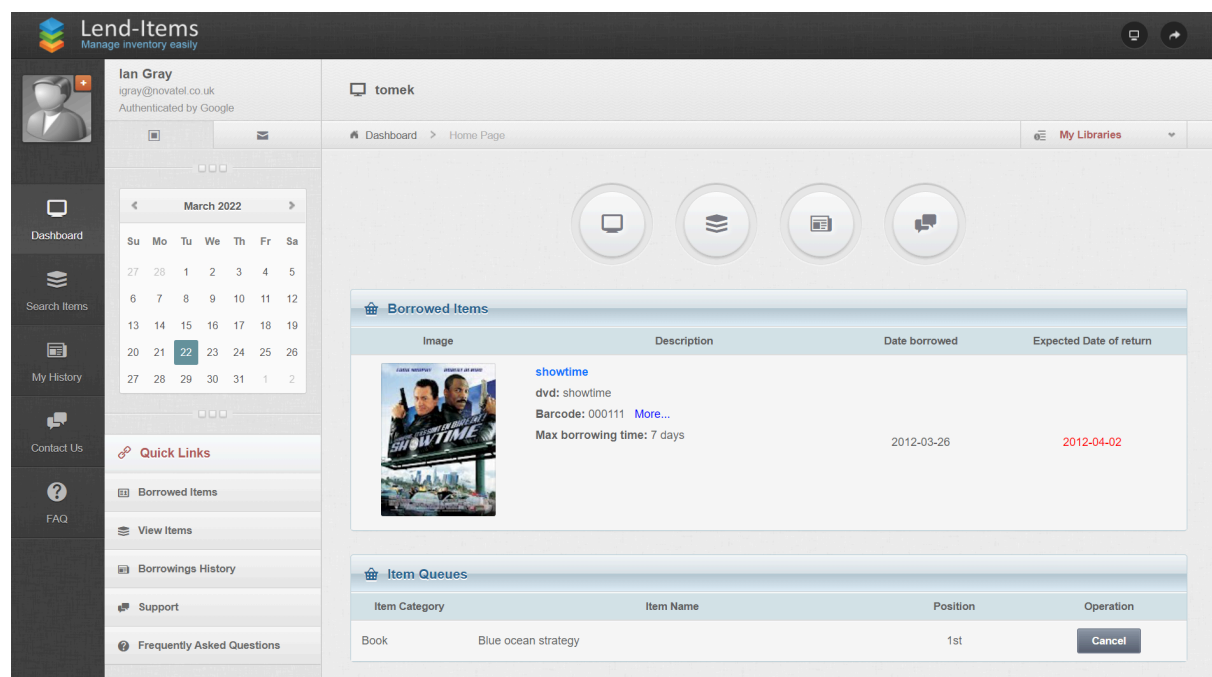 Lend-Items
Manage inventory easily
Ian Gray
igray@novatel.co.uk
Authenticated by Google
tomek
Dashboard > Home Page
My Libraries
Dashboard
Search Items
My History
Contact Us
FAQ
March 2022
Su Mo Tu We Th Fr Sa
27 28 1 2 3 4 5
6 7 8 9 10 11 12
13 14 15 16 17 18 19
20 21 22 23 24 25 26
27 28 29 30 31 1 2
Quick Links
Borrowed Items
View Items
Borrowings History
Support
Frequently Asked Questions
Borrowed Items
Image Description Date borrowed Expected Date of return
SHOWTIME
showtime
dvd: showtime
Barcode: 000111 More...
Max borrowing time: 7 days
2012-03-26 2012-04-02
Item Queues
Item Category Item Name Position Operation
Book Blue ocean strategy 1st Cancel